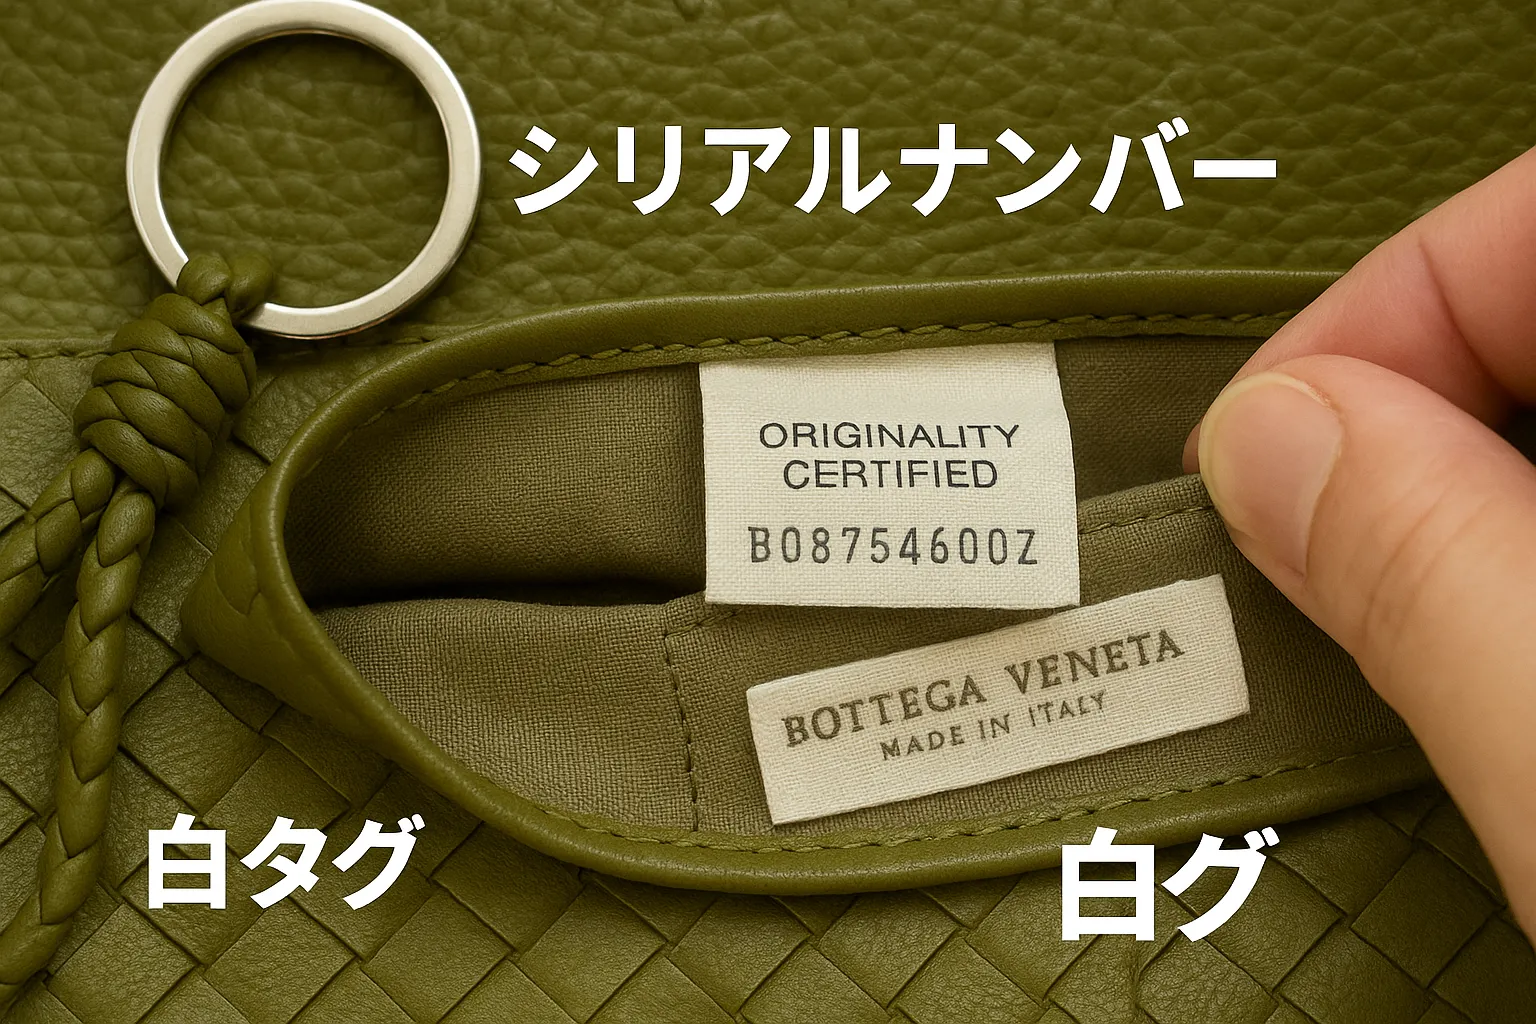 シリアルナンバー
ORIGINALITY
CERTIFIED
B08754600Z
BOTTEGA VENETA
MADE IN ITALY
白タグ
白グ